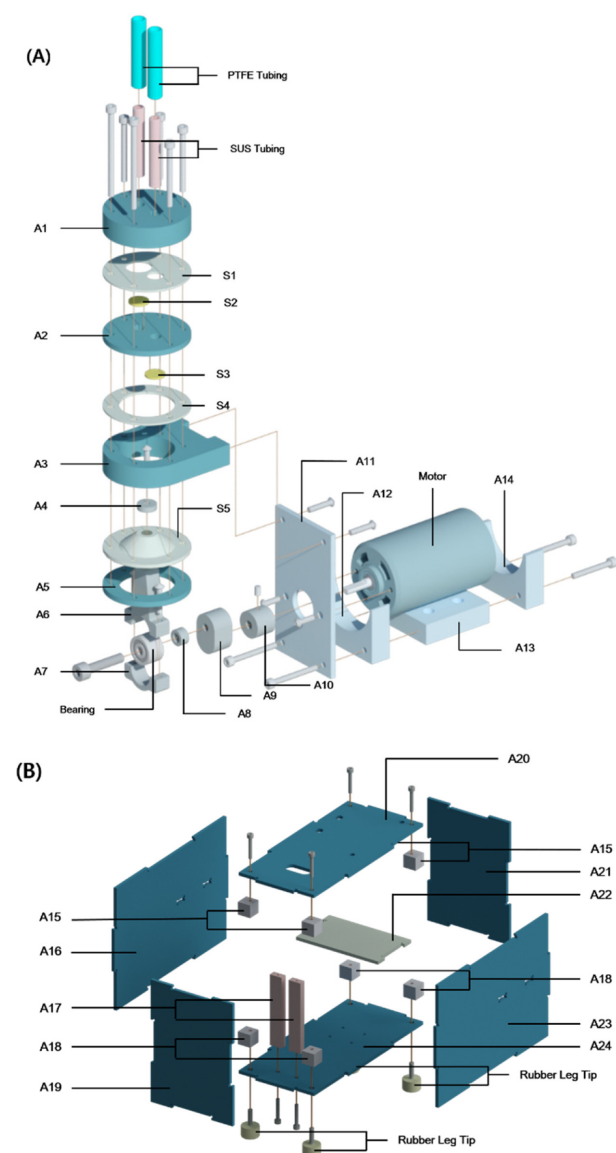 (A)
PTFE Tubing
SUS Tubing
A1
S1
S2
A2
S3
S4
A3
A11
A12
Motor
A14
A4
S5
A5
A6
A13
A7
A10
A9
A8
Bearing
(B)
A20
A15
A21
A22
A15
A16
A17
A18
A18
A23
A24
A19
Rubber Leg Tip
Rubber Leg Tip